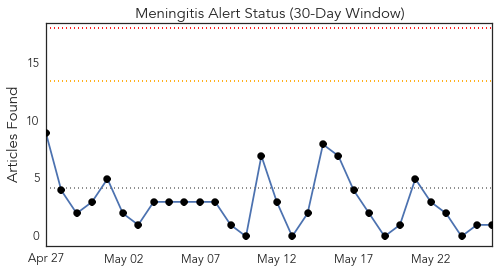 Meningitis Alert Status (30-Day Window)
Articles Found
15
10
5
0
Apr 27 May 02 May 07 May 12 May 17 May 22